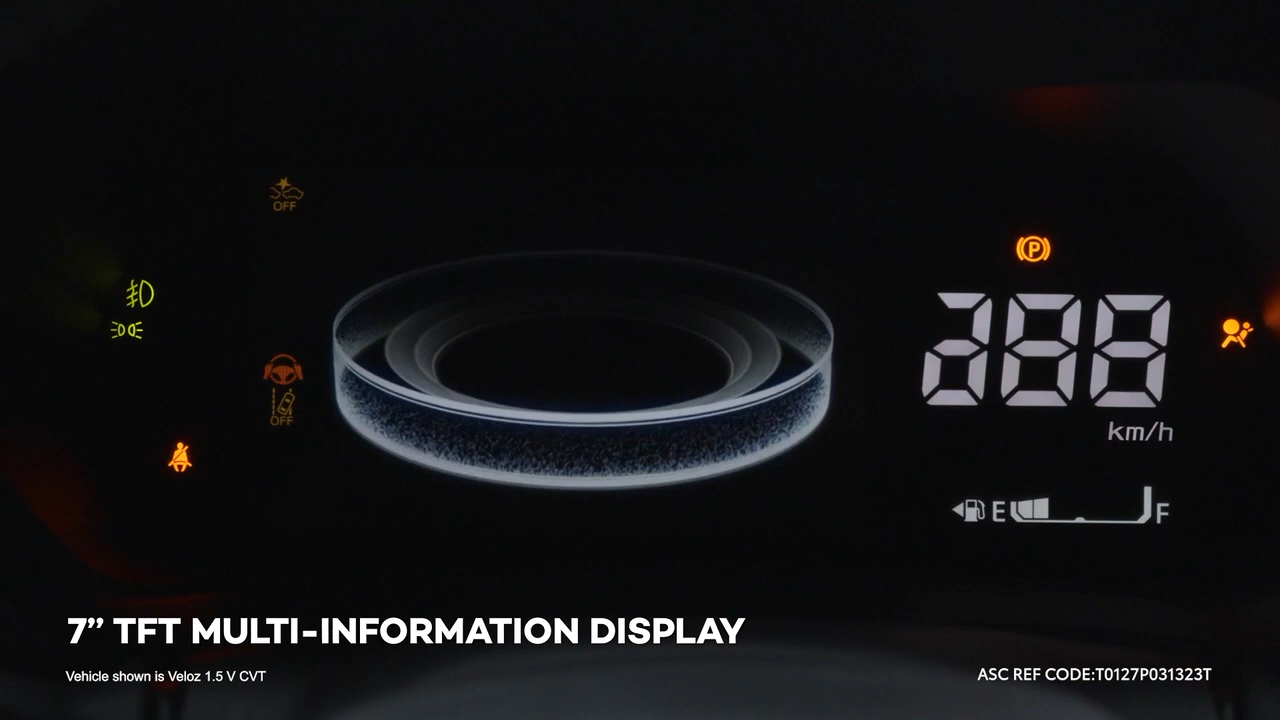 OFF
P
288
OFF
km/h
E F
7” TFT MULTI-INFORMATION DISPLAY
Vehicle shown is Veloz 1.5 V CVT
ASC REF CODE:T0127P031323T